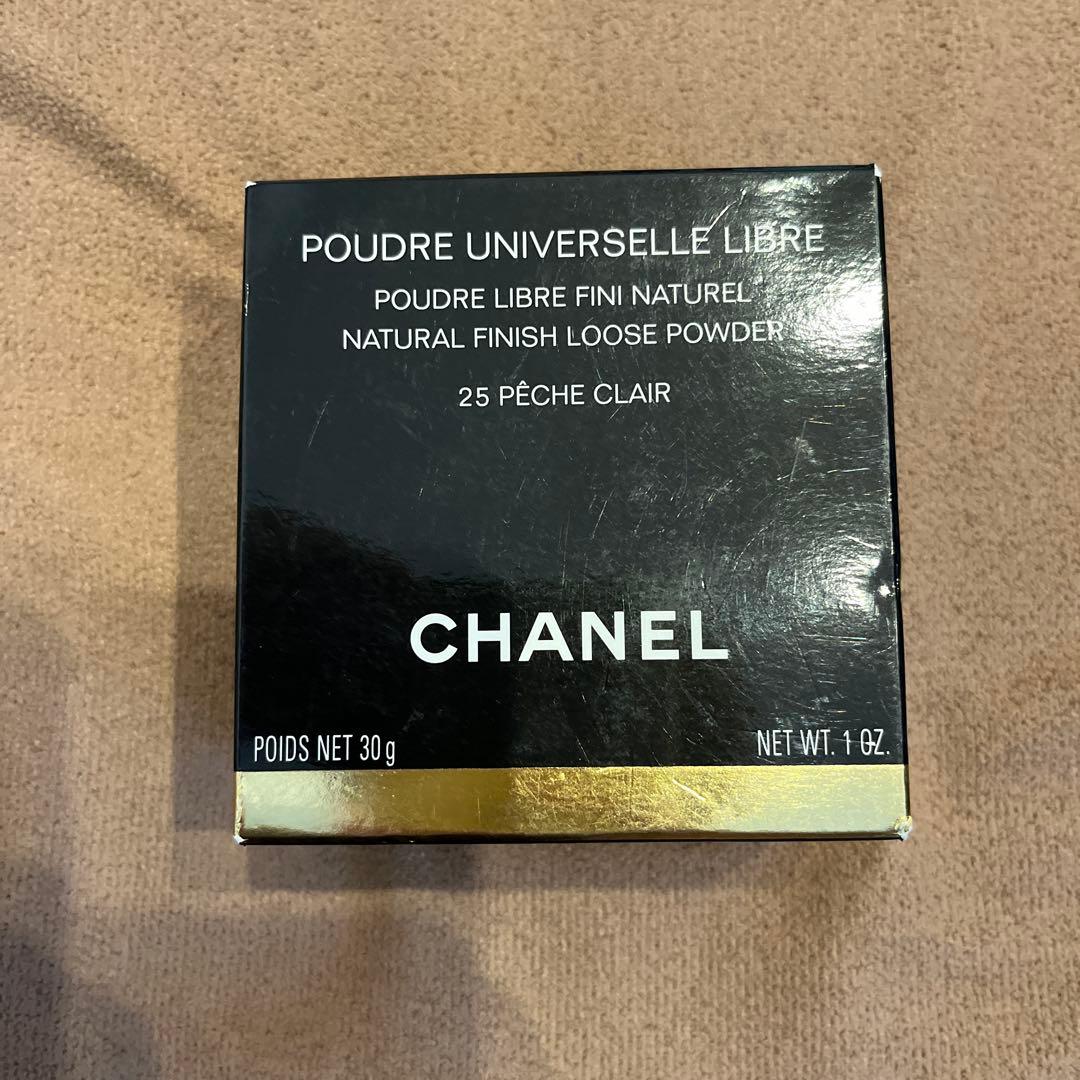 POUDRE UNIVERSELLE LIBRE
POUDRE LIBRE FINI NATUREL
NATURAL FINISH LOOSE POWDER
25 PÊCHE CLAIR
CHANEL
POIDS NET 30 g NET WT. 1 OZ.